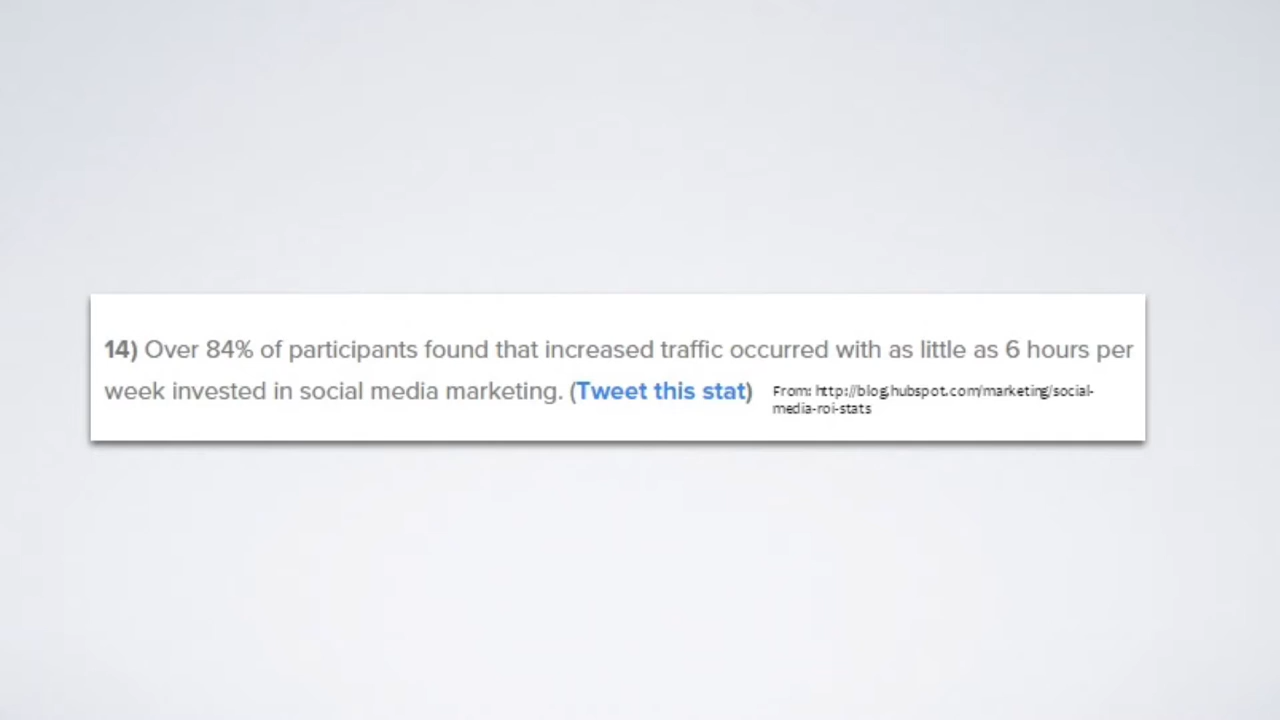 14) Over 84% of participants found that increased traffic occurred with as little as 6 hours per
week invested in social media marketing. (Tweet this stat)
From: http://blog.hubspot.com/marketing/social-
media-roi-stats